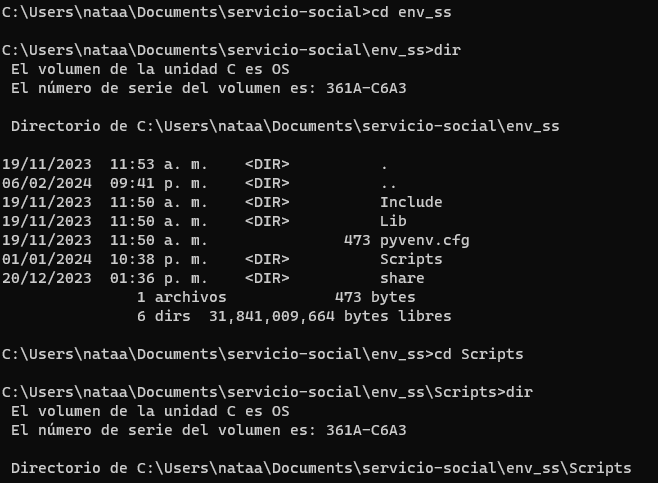 C:\Users\nataa\Documents\servicio-social>cd env_ss
C:\Users\nataa\Documents\servicio-social\env_ss>dir
El volumen de la unidad C es OS
El número de serie del volumen es: 361A-C6A3
Directorio de C:\Users\nataa\Documents\servicio-social\env_ss
19/11/2023  11:53 a. m.    <DIR>          .
06/02/2024  09:41 p. m.    <DIR>          ..
19/11/2023  11:50 a. m.    <DIR>          Include
19/11/2023  11:50 a. m.    <DIR>          Lib
19/11/2023  11:50 a. m.               473 pyvenv.cfg
01/01/2024  10:38 p. m.    <DIR>          Scripts
20/12/2023  01:36 p. m.    <DIR>          share
1 archivos            473 bytes
6 dirs  31,841,009,664 bytes libres
C:\Users\nataa\Documents\servicio-social\env_ss>cd Scripts
C:\Users\nataa\Documents\servicio-social\env_ss\Scripts>dir
El volumen de la unidad C es OS
El número de serie del volumen es: 361A-C6A3
Directorio de C:\Users\nataa\Documents\servicio-social\env_ss\Scripts